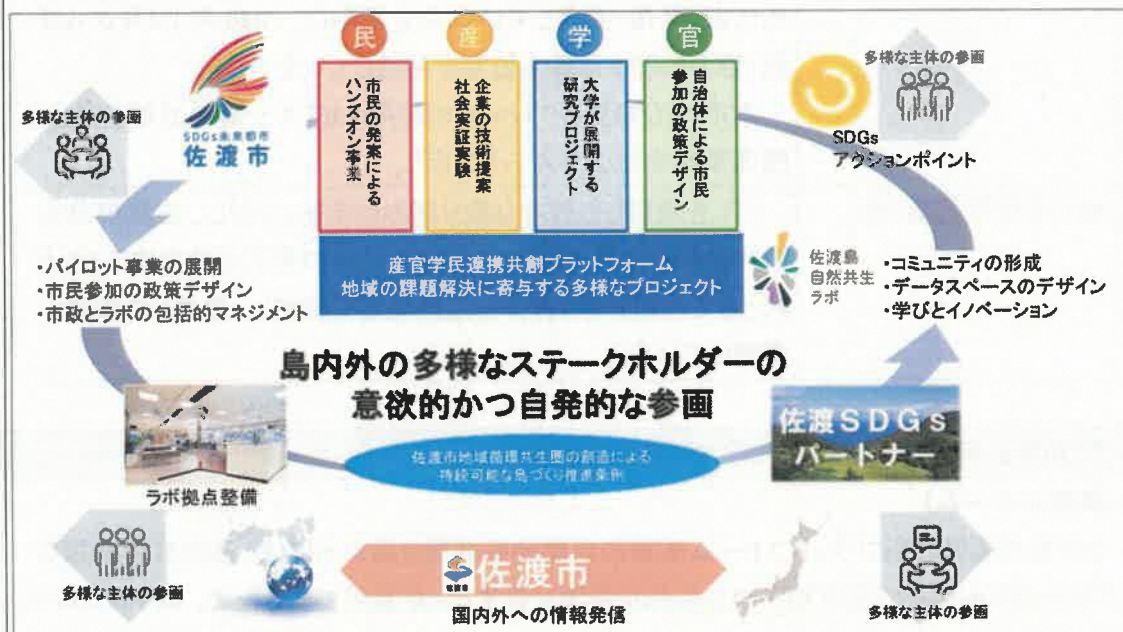 民
産
学
官
多様な主体の参画
SDGs未来都市
佐渡市
市民の発案による
ハンズオン事業
企業の技術提案
社会実証実験
大学が展開する
研究プロジェクト
自治体による市民
参加の政策デザイン
多様な主体の参画
SDGs
アクションポイント
・パイロット事業の展開
・市民参加の政策デザイン
・市政とラボの包括的マネジメント
産官学民連携共創プラットフォーム
地域の課題解決に寄与する多様なプロジェクト
佐渡島
自然共生
ラボ
・コミュニティの形成
・データスペースのデザイン
・学びとイノベーション
島内外の多様なステークホルダーの
意欲的かつ自発的な参画
佐渡市地域循環共生圏の創造による
持続可能な島づくり推進条例
佐渡SDGs
パートナー
ラボ拠点整備
多様な主体の参画
佐渡市
佐渡市
国内外への情報発信
多様な主体の参画